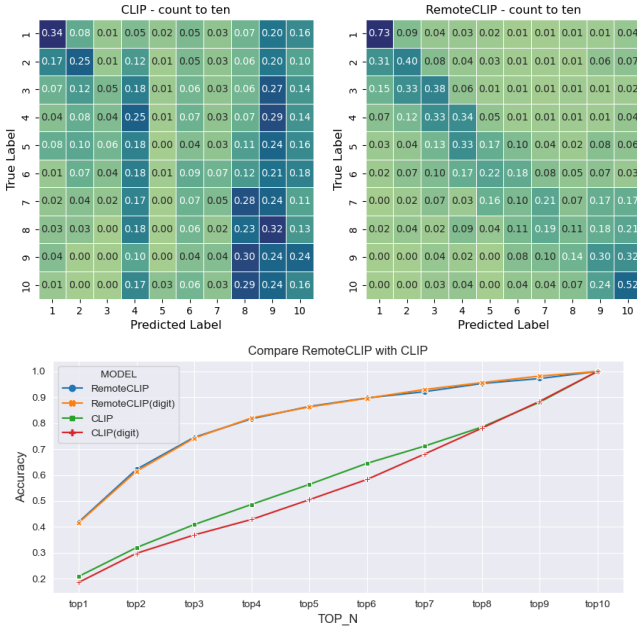 CLIP - count to ten
1 0.34 0.08 0.01 0.05 0.02 0.05 0.03 0.07 0.20 0.16
2 0.17 0.25 0.01 0.12 0.01 0.05 0.03 0.06 0.20 0.10
3 0.07 0.12 0.05 0.18 0.01 0.06 0.03 0.06 0.27 0.14
4 0.04 0.08 0.04 0.25 0.01 0.07 0.03 0.07 0.29 0.14
5 0.08 0.10 0.06 0.18 0.00 0.04 0.03 0.11 0.24 0.16
6 0.01 0.07 0.04 0.18 0.01 0.09 0.07 0.12 0.21 0.18
7 0.02 0.04 0.02 0.17 0.00 0.07 0.05 0.28 0.24 0.11
8 0.03 0.03 0.00 0.18 0.00 0.06 0.02 0.23 0.32 0.13
9 0.04 0.00 0.00 0.10 0.00 0.04 0.04 0.30 0.24 0.24
10 0.01 0.00 0.00 0.17 0.03 0.06 0.03 0.29 0.24 0.16
1 2 3 4 5 6 7 8 9 10
True Label
Predicted Label
RemoteCLIP - count to ten
1 0.73 0.09 0.04 0.03 0.02 0.01 0.01 0.01 0.01 0.04
2 0.31 0.40 0.08 0.04 0.03 0.00 0.01 0.00 0.06 0.07
3 0.15 0.33 0.38 0.06 0.01 0.01 0.01 0.01 0.01 0.02
4 0.07 0.12 0.33 0.34 0.05 0.01 0.01 0.01 0.01 0.04
5 0.03 0.04 0.13 0.33 0.17 0.10 0.04 0.02 0.08 0.06
6 0.04 0.06 0.10 0.17 0.22 0.18 0.08 0.05 0.07 0.03
7 0.00 0.02 0.07 0.05 0.16 0.10 0.21 0.07 0.17 0.17
8 0.02 0.04 0.02 0.09 0.04 0.11 0.19 0.11 0.18 0.21
9 0.00 0.00 0.02 0.04 0.00 0.08 0.10 0.14 0.30 0.32
10 0.00 0.01 0.00 0.03 0.01 0.04 0.04 0.07 0.24 0.52
1 2 3 4 5 6 7 8 9 10
True Label
Predicted Label
Compare RemoteCLIP with CLIP
MODEL
RemoteCLIP
RemoteCLIP(digit)
CLIP
CLIP(digit)
1.0
0.9
0.8
0.7
0.6
0.5
0.4
0.3
0.2
Accuracy
top1 top2 top3 top4 top5 top6 top7 top8 top9 top10
TOP_N